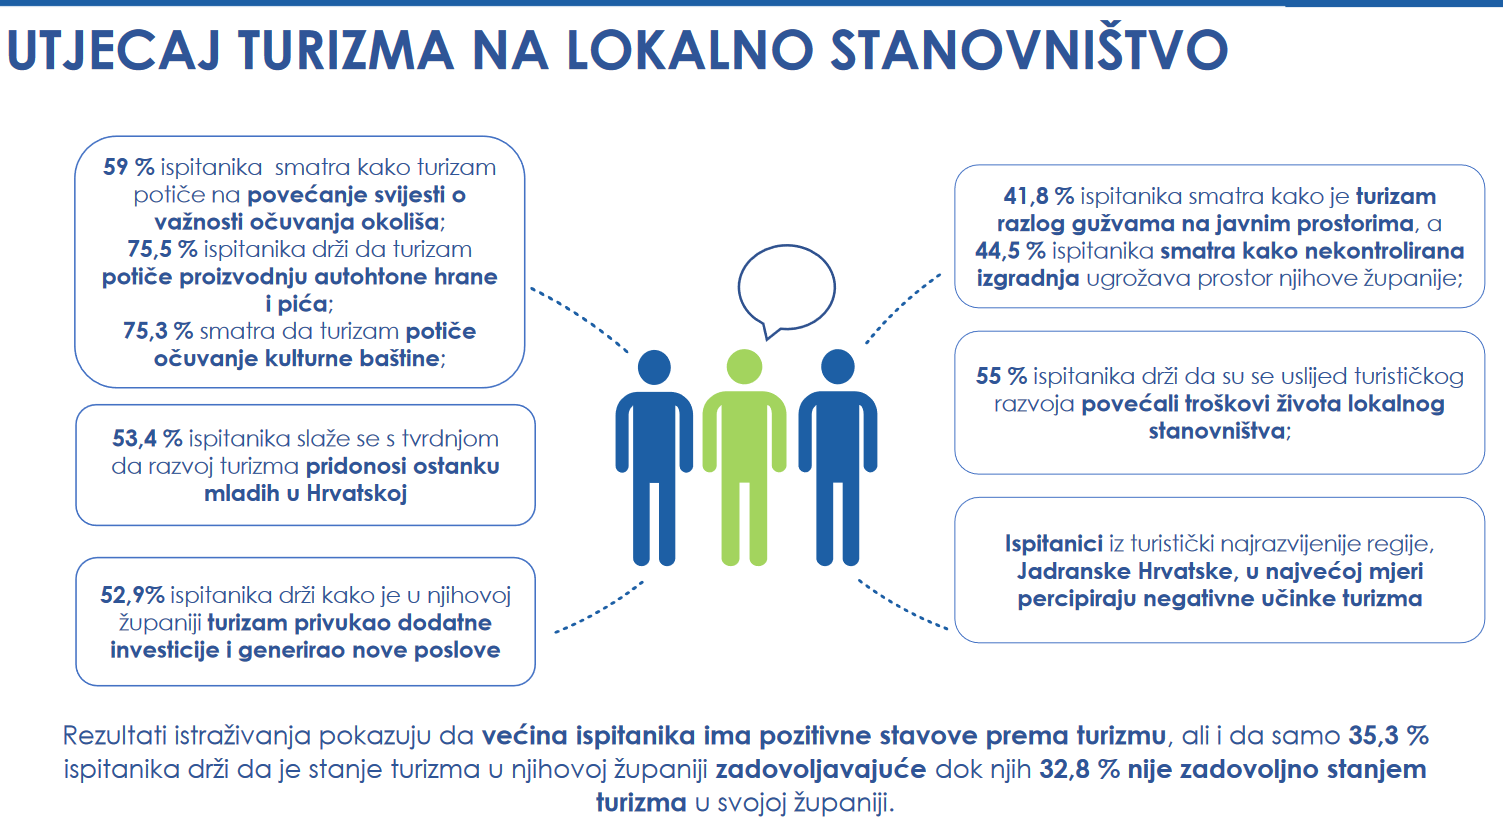 UTJECAJ TURIZMA NA LOKALNO STANOVNIŠTVO
59 % ispitanika smatra kako turizam
potiče na povećanje svijesti o
važnosti očuvanja okoliša;
75,5 % ispitanika drži da turizam
potiče proizvodnju autohtone hrane
i pića;
75,3 % smatra da turizam potiče
očuvanje kulturne baštine;
53,4 % ispitanika slaže se s tvrdnjom
da razvoj turizma pridonosi ostanku
mladih u Hrvatskoj
52,9% ispitanika drži kako je u njihovoj
županiji turizam privukao dodatne
investicije i generirao nove poslove
41,8 % ispitanika smatra kako je turizam
razlog gužvama na javnim prostorima, a
44,5 % ispitanika smatra kako nekontrolirana
izgradnja ugrožava prostor njihove županije;
55 % ispitanika drži da su se uslijed turističkog
razvoja povećali troškovi života lokalnog
stanovništva;
Ispitanici iz turistički najrazvijenije regije,
Jadranske Hrvatske, u najvećoj mjeri
percipiraju negativne učinke turizma
Rezultati istraživanja pokazuju da većina ispitanika ima pozitivne stavove prema turizmu, ali i da samo 35,3 %
ispitanika drži da je stanje turizma u njihovoj županiji zadovoljavajuće dok njih 32,8 % nije zadovoljno stanjem
turizma u svojoj županiji.